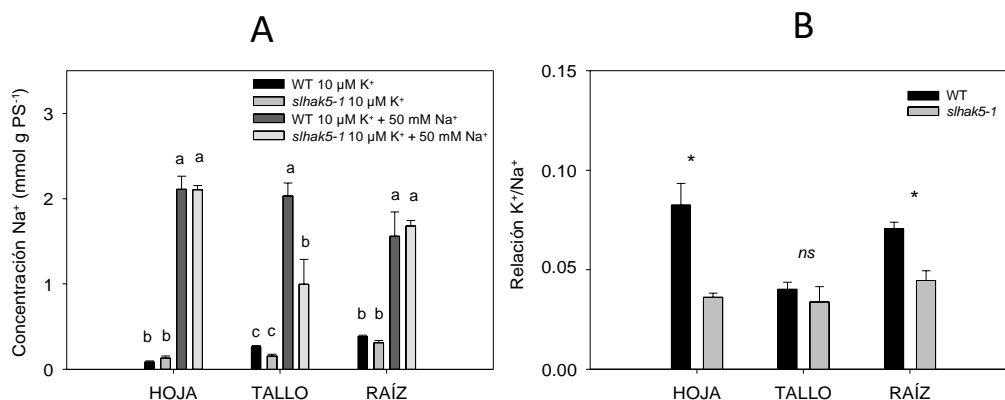 A
B
Concentración Na⁺ (mmol g PS⁻¹)
3
2
1
0
WT 10 µM K⁺
slhak5-1 10 µM K⁺
WT 10 µM K⁺ + 50 mM Na⁺
slhak5-1 10 µM K⁺ + 50 mM Na⁺
b b a a
c c a b
b b a a
HOJA TALLO RAÍZ
Relación K⁺/Na⁺
0.15
0.10
0.05
0.00
WT
slhak5-1
* ns *
HOJA TALLO RAÍZ